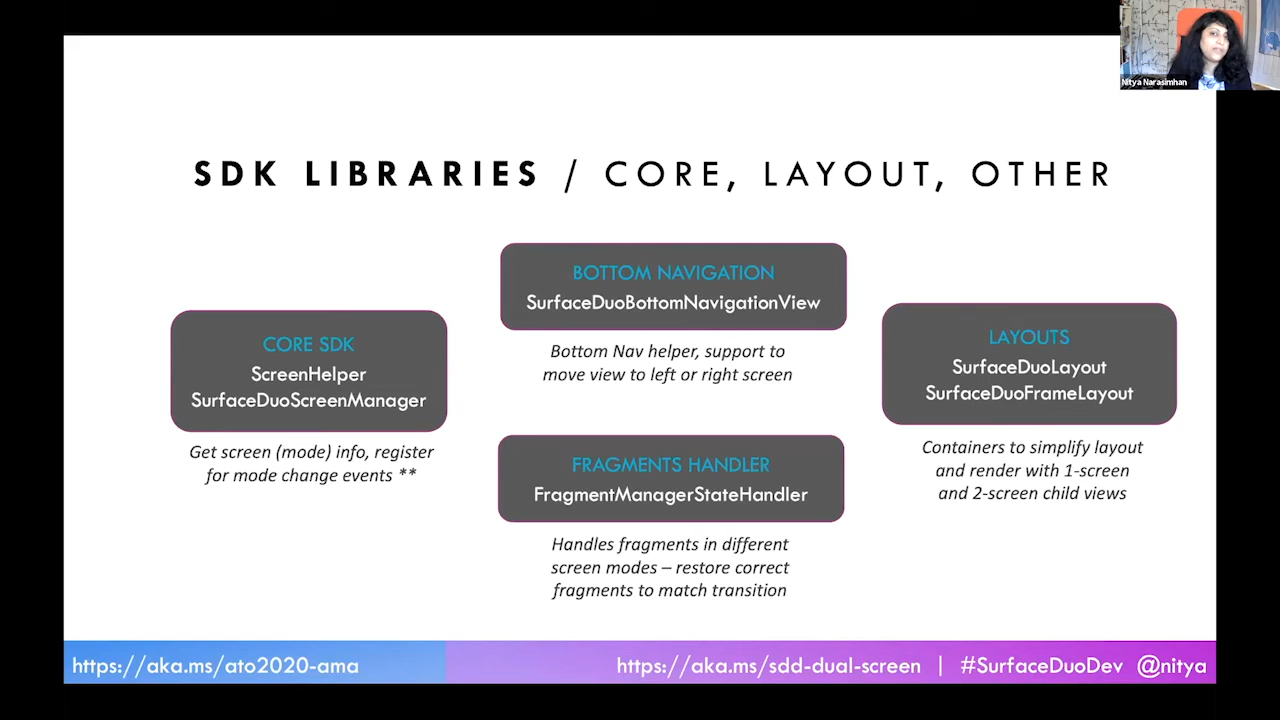 Nitya Narasimhan
SDK LIBRARIES / CORE, LAYOUT, OTHER
CORE SDK
ScreenHelper
SurfaceDuoScreenManager
Get screen (mode) info, register
for mode change events **
BOTTOM NAVIGATION
SurfaceDuoBottomNavigationView
Bottom Nav helper, support to
move view to left or right screen
FRAGMENTS HANDLER
FragmentManagerStateHandler
Handles fragments in different
screen modes – restore correct
fragments to match transition
LAYOUTS
SurfaceDuoLayout
SurfaceDuoFrameLayout
Containers to simplify layout
and render with 1-screen
and 2-screen child views
https://aka.ms/ato2020-ama
https://aka.ms/sdd-dual-screen | #SurfaceDuoDev @nitya